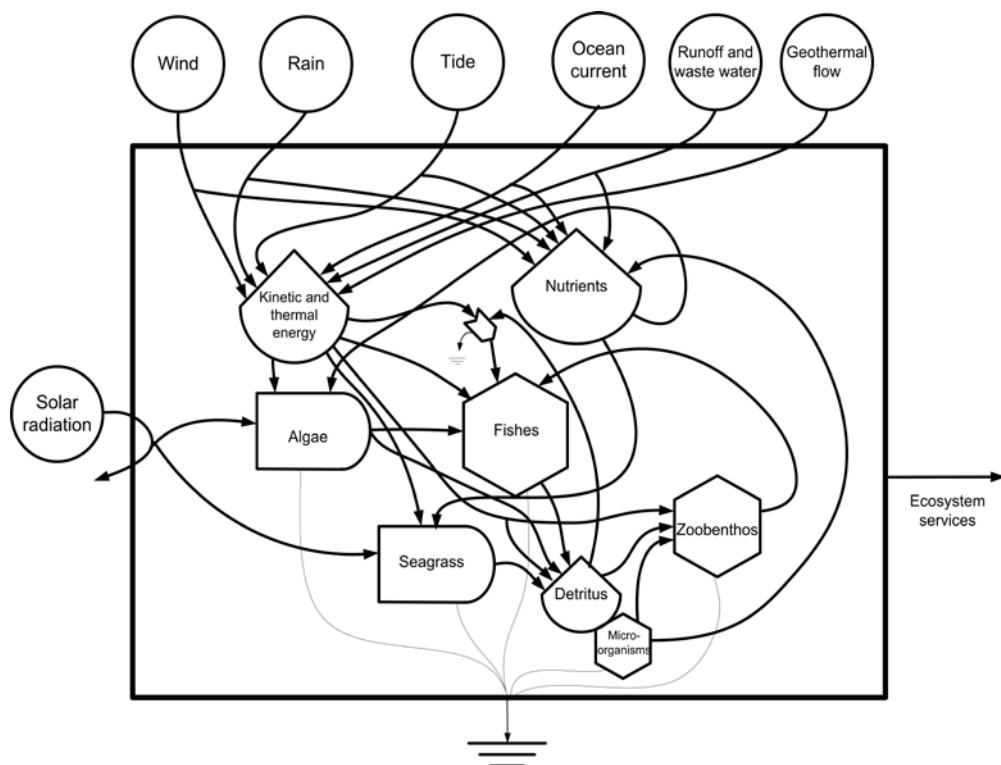 Wind
Rain
Tide
Ocean
current
Runoff and
waste water
Geothermal
flow
Kinetic and
thermal
energy
Nutrients
Solar
radiation
Algae
Fishes
Ecosystem
services
Zoobenthos
Seagrass
Detritus
Micro-
organisms